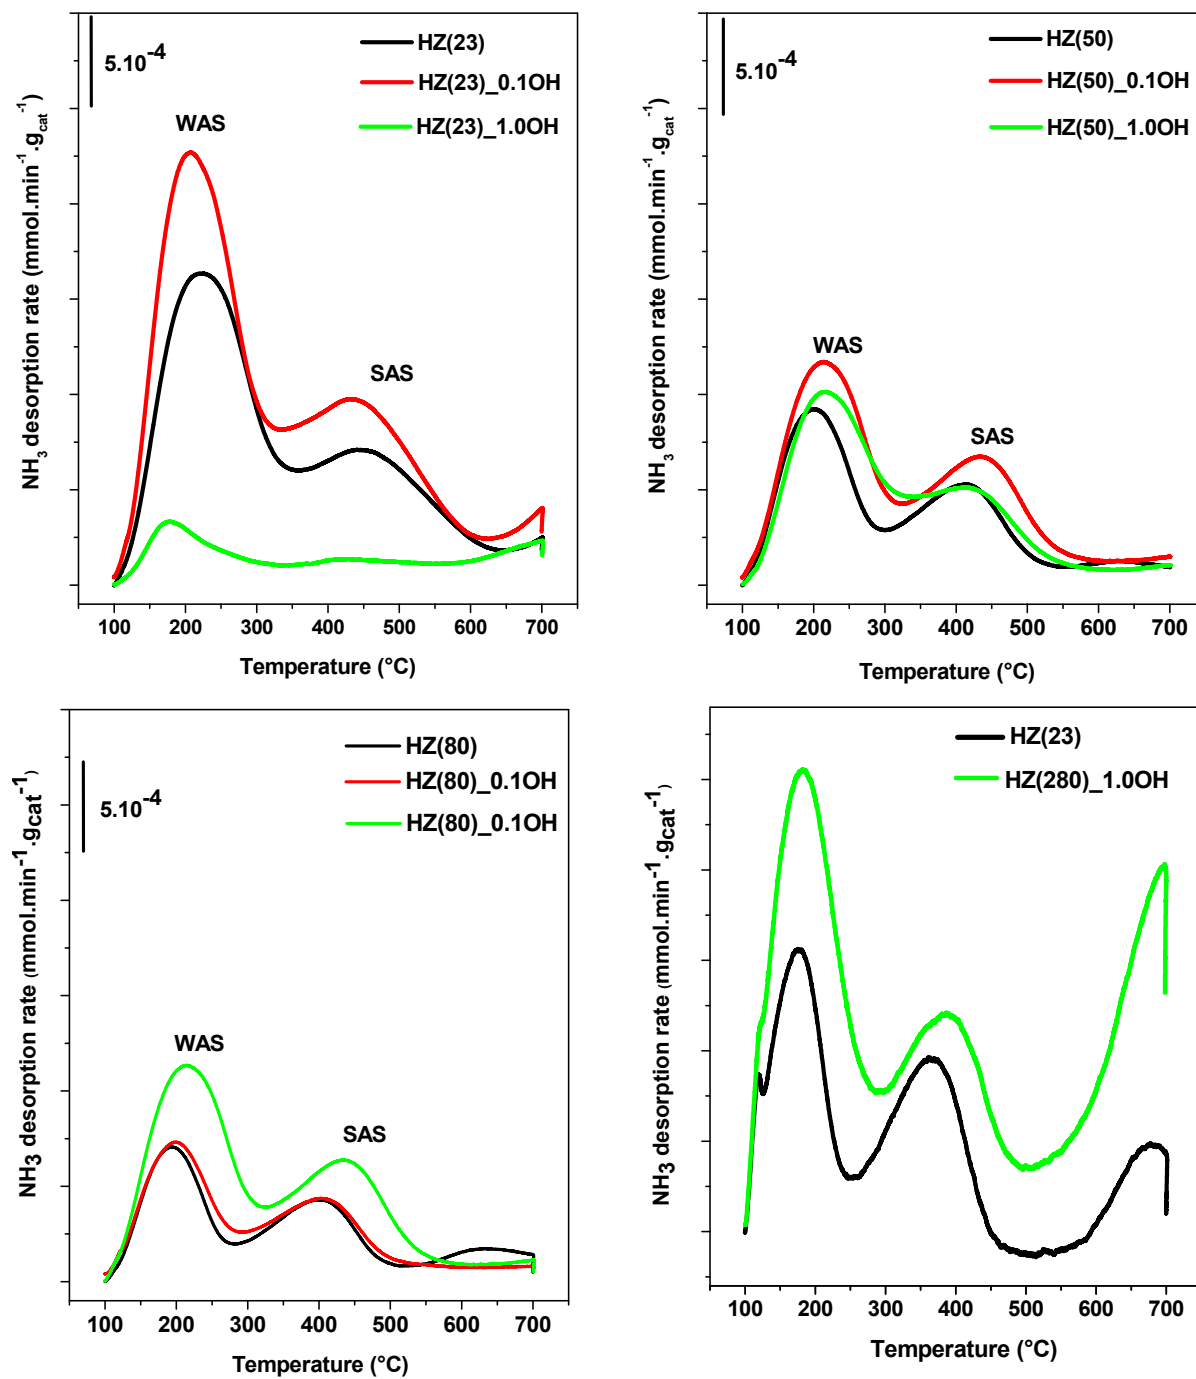 5.10-4
HZ(23)
HZ(23)_0.1OH
HZ(23)_1.0OH
WAS
SAS
NH3 desorption rate (mmol.min-1.gcat-1)
100 200 300 400 500 600 700
Temperature (°C)
5.10-4
HZ(50)
HZ(50)_0.1OH
HZ(50)_1.0OH
WAS
SAS
NH3 desorption rate (mmol.min-1.gcat-1)
100 200 300 400 500 600 700
Temperature (°C)
5.10-4
HZ(80)
HZ(80)_0.1OH
HZ(80)_0.1OH
WAS
SAS
NH3 desorption rate (mmol.min-1.gcat-1)
100 200 300 400 500 600 700
Temperature (°C)
HZ(23)
HZ(280)_1.0OH
NH3 desorption rate (mmol.min-1.gcat-1)
100 200 300 400 500 600 700
Temperature (°C)